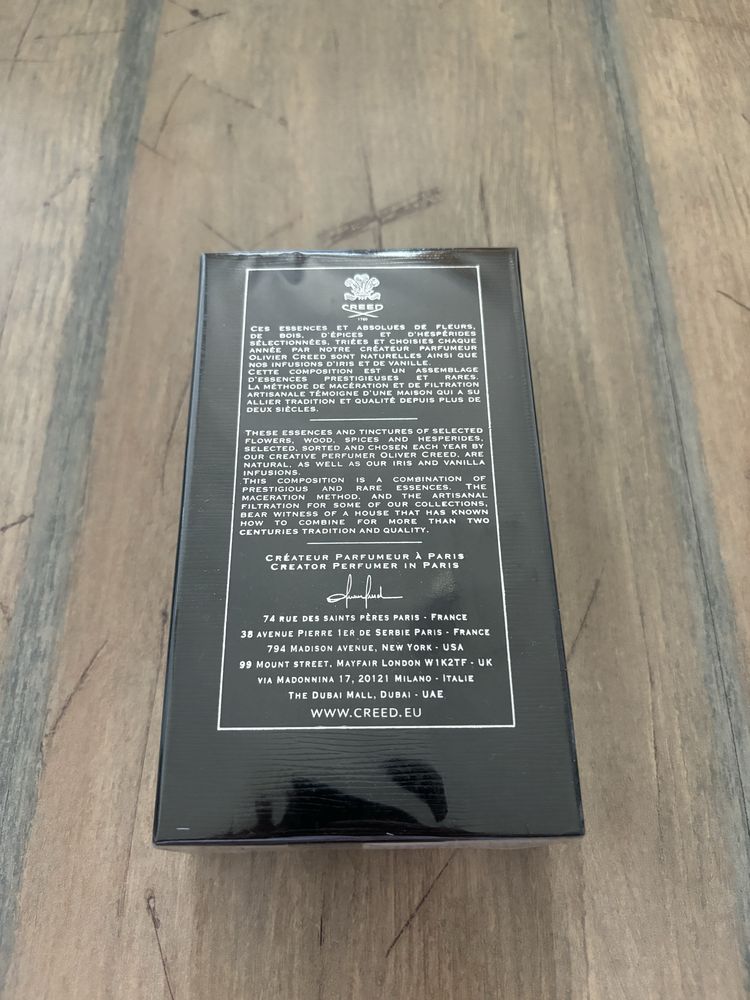 CREED
1760
CES ESSENCES ET ABSOLUES DE FLEURS,
DE BOIS, D'ÉPICES ET D'HESPÉRIDES
SÉLECTIONNÉES, TRIÉES ET CHOISIES CHAQUE
ANNÉE PAR NOTRE CRÉATEUR PARFUMEUR
OLIVIER CREED SONT NATURELLES AINSI QUE
NOS INFUSIONS D'IRIS ET DE VANILLE.
CETTE COMPOSITION EST UN ASSEMBLAGE
D'ESSENCES PRESTIGIEUSES ET RARES.
LA MÉTHODE DE MACÉRATION ET DE FILTRATION
ARTISANALE TÉMOIGNE D'UNE MAISON QUI A SU
ALLIER TRADITION ET QUALITÉ DEPUIS PLUS DE
DEUX SIÈCLES.
THESE ESSENCES AND TINCTURES OF SELECTED
FLOWERS, WOOD, SPICES AND HESPERIDES,
SELECTED, SORTED AND CHOSEN EACH YEAR BY
OUR CREATIVE PERFUMER OLIVER CREED, ARE
NATURAL, AS WELL AS OUR IRIS AND VANILLA
INFUSIONS.
THIS COMPOSITION IS A COMBINATION OF
PRESTIGIOUS AND RARE ESSENCES. THE
MACERATION METHOD, AND THE ARTISANAL
FILTRATION FOR SOME OF OUR COLLECTIONS,
BEAR WITNESS OF A HOUSE THAT HAS KNOWN
HOW TO COMBINE FOR MORE THAN TWO
CENTURIES TRADITION AND QUALITY.
CRÉATEUR PARFUMEUR À PARIS
CREATOR PERFUMER IN PARIS
74 RUE DES SAINTS PÈRES PARIS - FRANCE
38 AVENUE PIERRE 1ER DE SERBIE PARIS - FRANCE
794 MADISON AVENUE, NEW YORK - USA
99 MOUNT STREET, MAYFAIR LONDON W1K2TF - UK
VIA MADONNINA 17, 20121 MILANO - ITALIE
THE DUBAI MALL, DUBAI - UAE
WWW.CREED.EU